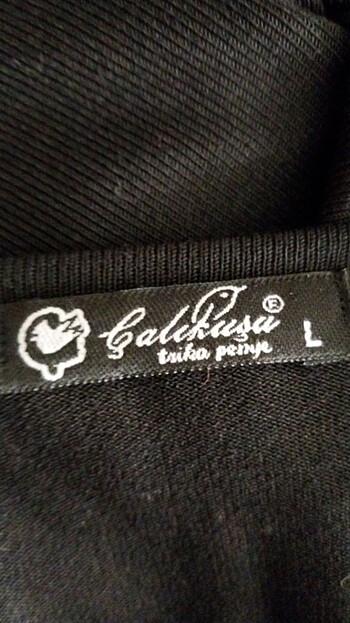 Çalıkuşu ®
trika penye
L